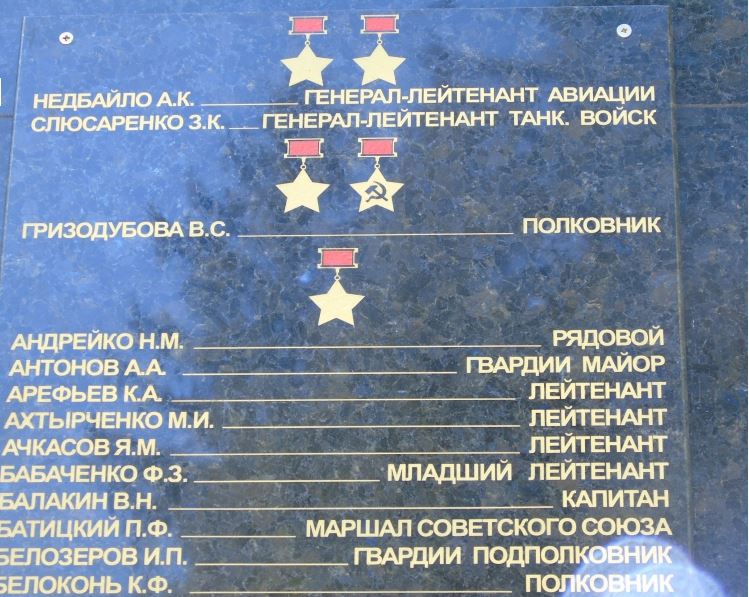 НЕДБАЙЛО А.К. ГЕНЕРАЛ-ЛЕЙТЕНАНТ АВИАЦИИ
СЛЮСАРЕНКО З.К. ГЕНЕРАЛ-ЛЕЙТЕНАНТ ТАНК. ВОЙСК
ГРИЗОДУБОВА В.С. ПОЛКОВНИК
АНДРЕЙКО Н.М. РЯДОВОЙ
АНТОНОВ А.А. ГВАРДИИ МАЙОР
АРЕФЬЕВ К.А. ЛЕЙТЕНАНТ
АХТЫРЧЕНКО М.И. ЛЕЙТЕНАНТ
АЧКАСОВ Я.М. ЛЕЙТЕНАНТ
БАБАЧЕНКО Ф.З. МЛАДШИЙ ЛЕЙТЕНАНТ
БАЛАКИН В.Н. КАПИТАН
БАТИЦКИЙ П.Ф. МАРШАЛ СОВЕТСКОГО СОЮЗА
БЕЛОЗЕРОВ И.П. ГВАРДИИ ПОДПОЛКОВНИК
БЕЛОКОНЬ К.Ф. ПОЛКОВНИК